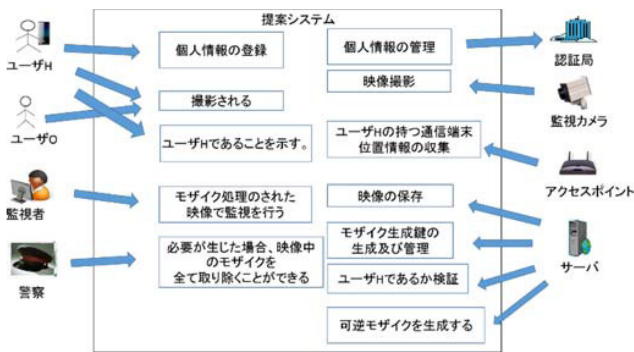 提案システム
ユーザH
ユーザO
監視者
警察
個人情報の登録
撮影される
ユーザHであることを示す。
モザイク処理のされた
映像で監視を行う
必要が生じた場合、映像中
のモザイクを
全て取り除くことができる
個人情報の管理
映像撮影
ユーザHの持つ通信端末
位置情報の収集
映像の保存
モザイク生成鍵の
生成及び管理
ユーザHであるか検証
可逆モザイクを生成する
認証局
監視カメラ
アクセスポイント
サーバ